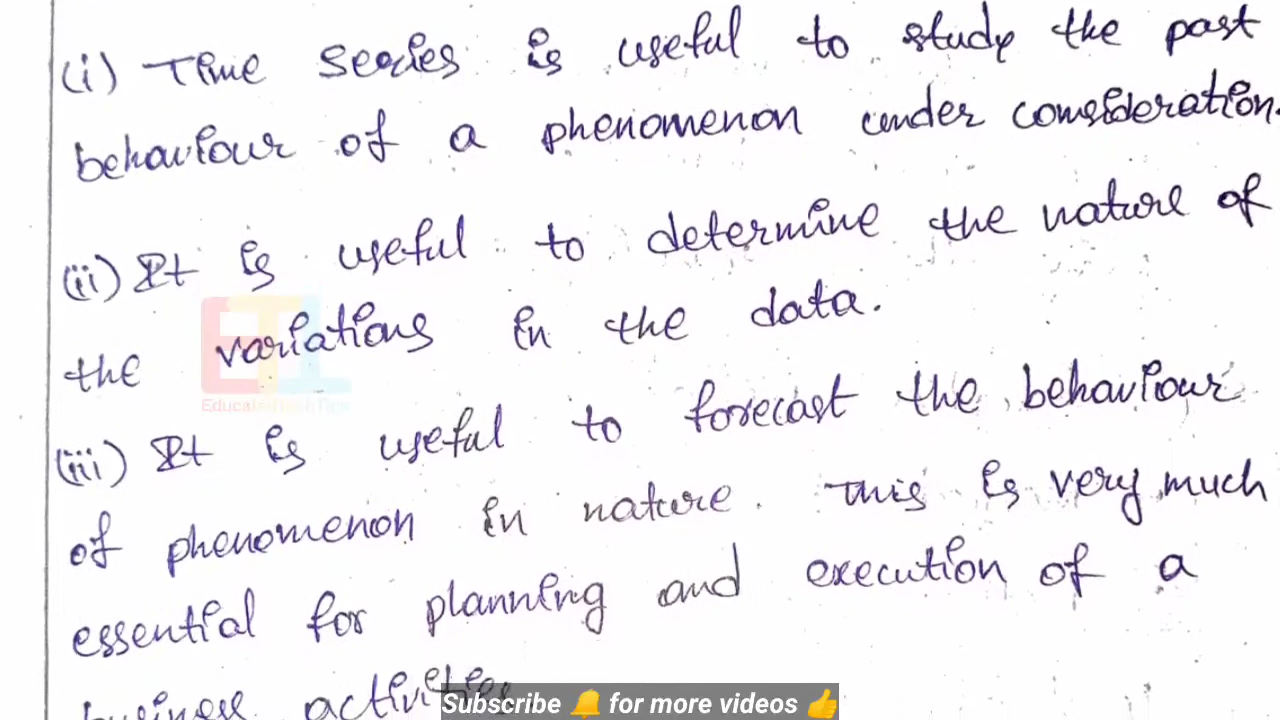 (i) Time series is useful to study the past
behaviour of a phenomenon under consideration.
(ii) It is useful to determine the nature of
the variations in the data.
(iii) It is useful to forecast the behaviour
of phenomenon in nature. This is very much
essential for planning and execution of a
business activities
Subscribe 🔔 for more videos 👍